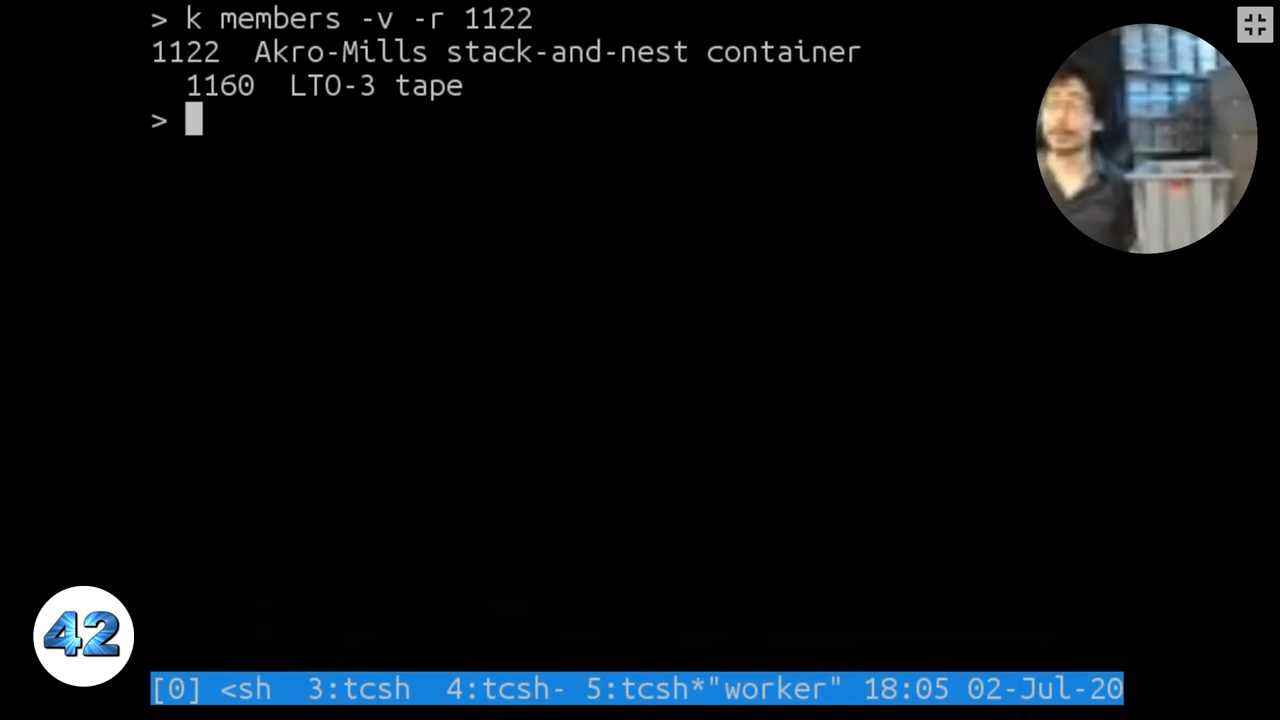 > k members -v -r 1122
1122  Akro-Mills stack-and-nest container
  1160  LTO-3 tape
>
42
[0] <sh  3:tcsh  4:tcsh- 5:tcsh*"worker" 18:05 02-Jul-20